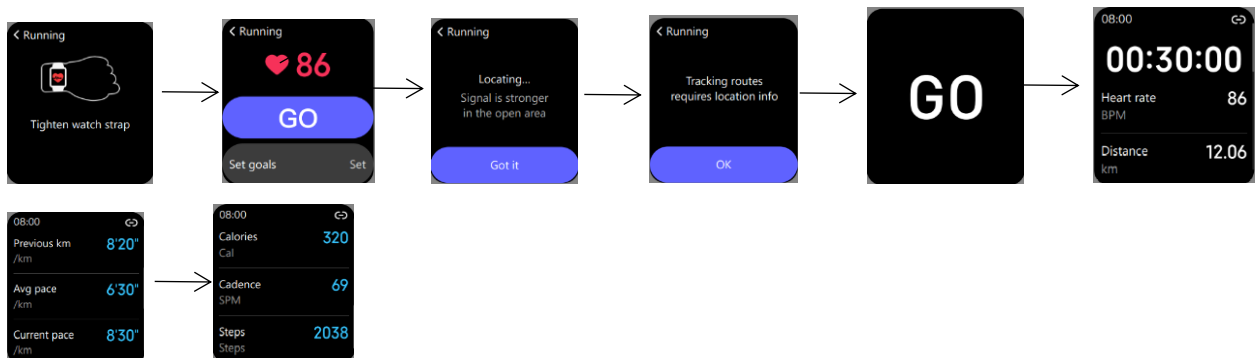 < Running
Tighten watch strap
< Running
86
GO
Set goals Set
< Running
Locating...
Signal is stronger
in the open area
Got it
< Running
Tracking routes
requires location info
OK
GO
08:00
00:30:00
Heart rate 86
BPM
Distance 12.06
km
08:00
Previous km 8'20"
/km
Avg pace 6'30"
/km
Current pace 8'30"
/km
08:00
Calories 320
Cal
Cadence 69
SPM
Steps 2038
Steps